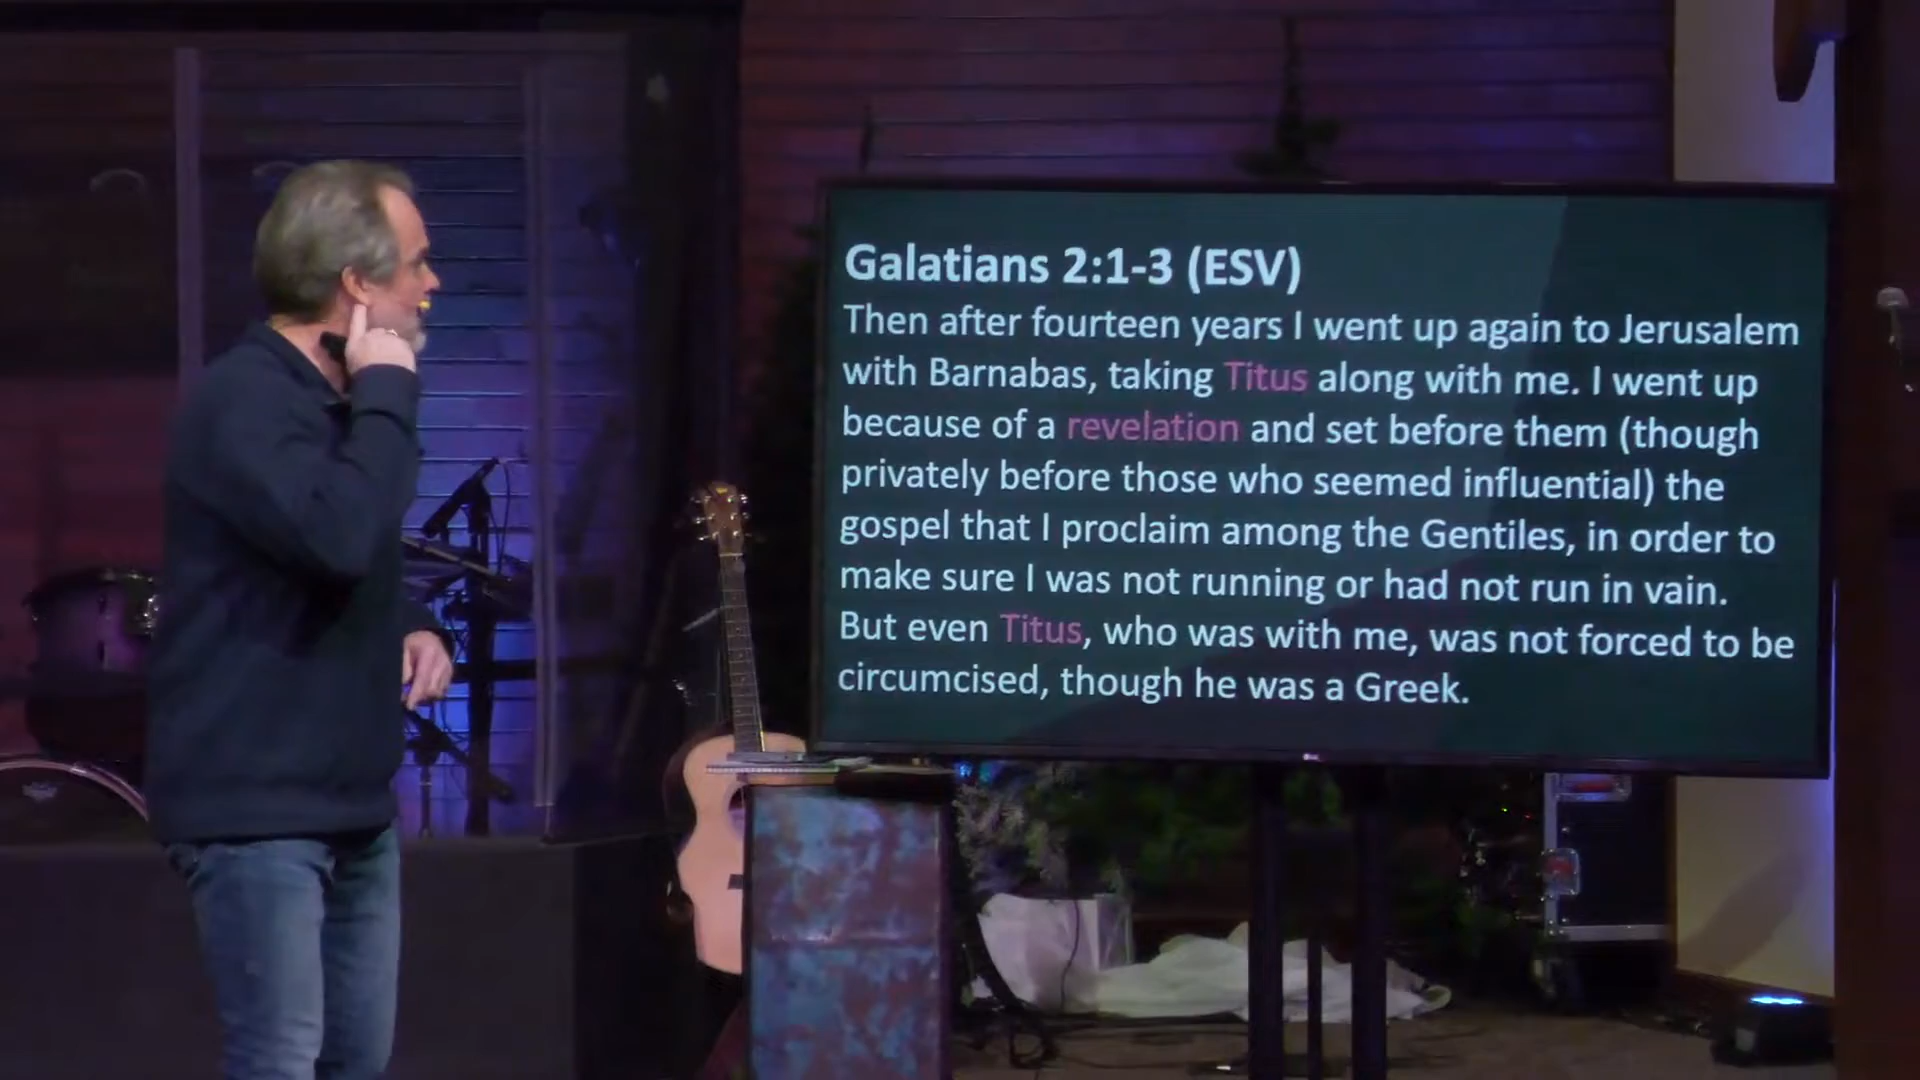 Galatians 2:1-3 (ESV)
Then after fourteen years I went up again to Jerusalem
with Barnabas, taking Titus along with me. I went up
because of a revelation and set before them (though
privately before those who seemed influential) the
gospel that I proclaim among the Gentiles, in order to
make sure I was not running or had not run in vain.
But even Titus, who was with me, was not forced to be
circumcised, though he was a Greek.